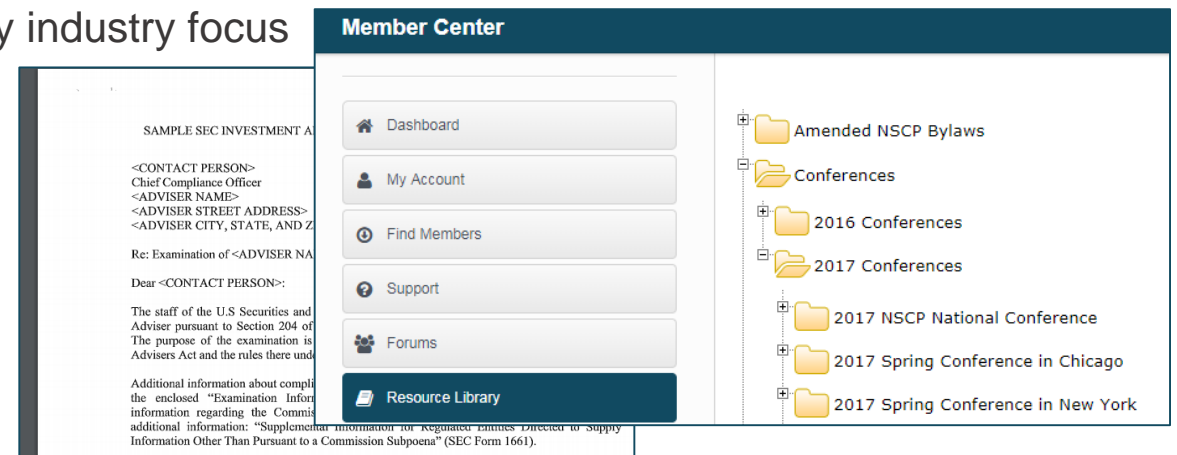 y industry focus
Member Center
Dashboard
My Account
Find Members
Support
Forums
Resource Library
Amended NSCP Bylaws
Conferences
2016 Conferences
2017 Conferences
2017 NSCP National Conference
2017 Spring Conference in Chicago
2017 Spring Conference in New York
SAMPLE SEC INVESTMENT A
<CONTACT PERSON>
Chief Compliance Officer
<ADVISER NAME>
<ADVISER STREET ADDRESS>
<ADVISER CITY, STATE, AND Z
Re: Examination of <ADVISER NA
Dear <CONTACT PERSON>:
The staff of the U.S Securities and
Adviser pursuant to Section 204 of
The purpose of the examination is
Advisers Act and the rules there unde
Additional information about compli
the enclosed “Examination Infor
information regarding the Commis
additional information: “Supplemental Information for Regulated Entities Directed to Supply
Information Other Than Pursuant to a Commission Subpoena” (SEC Form 1661).